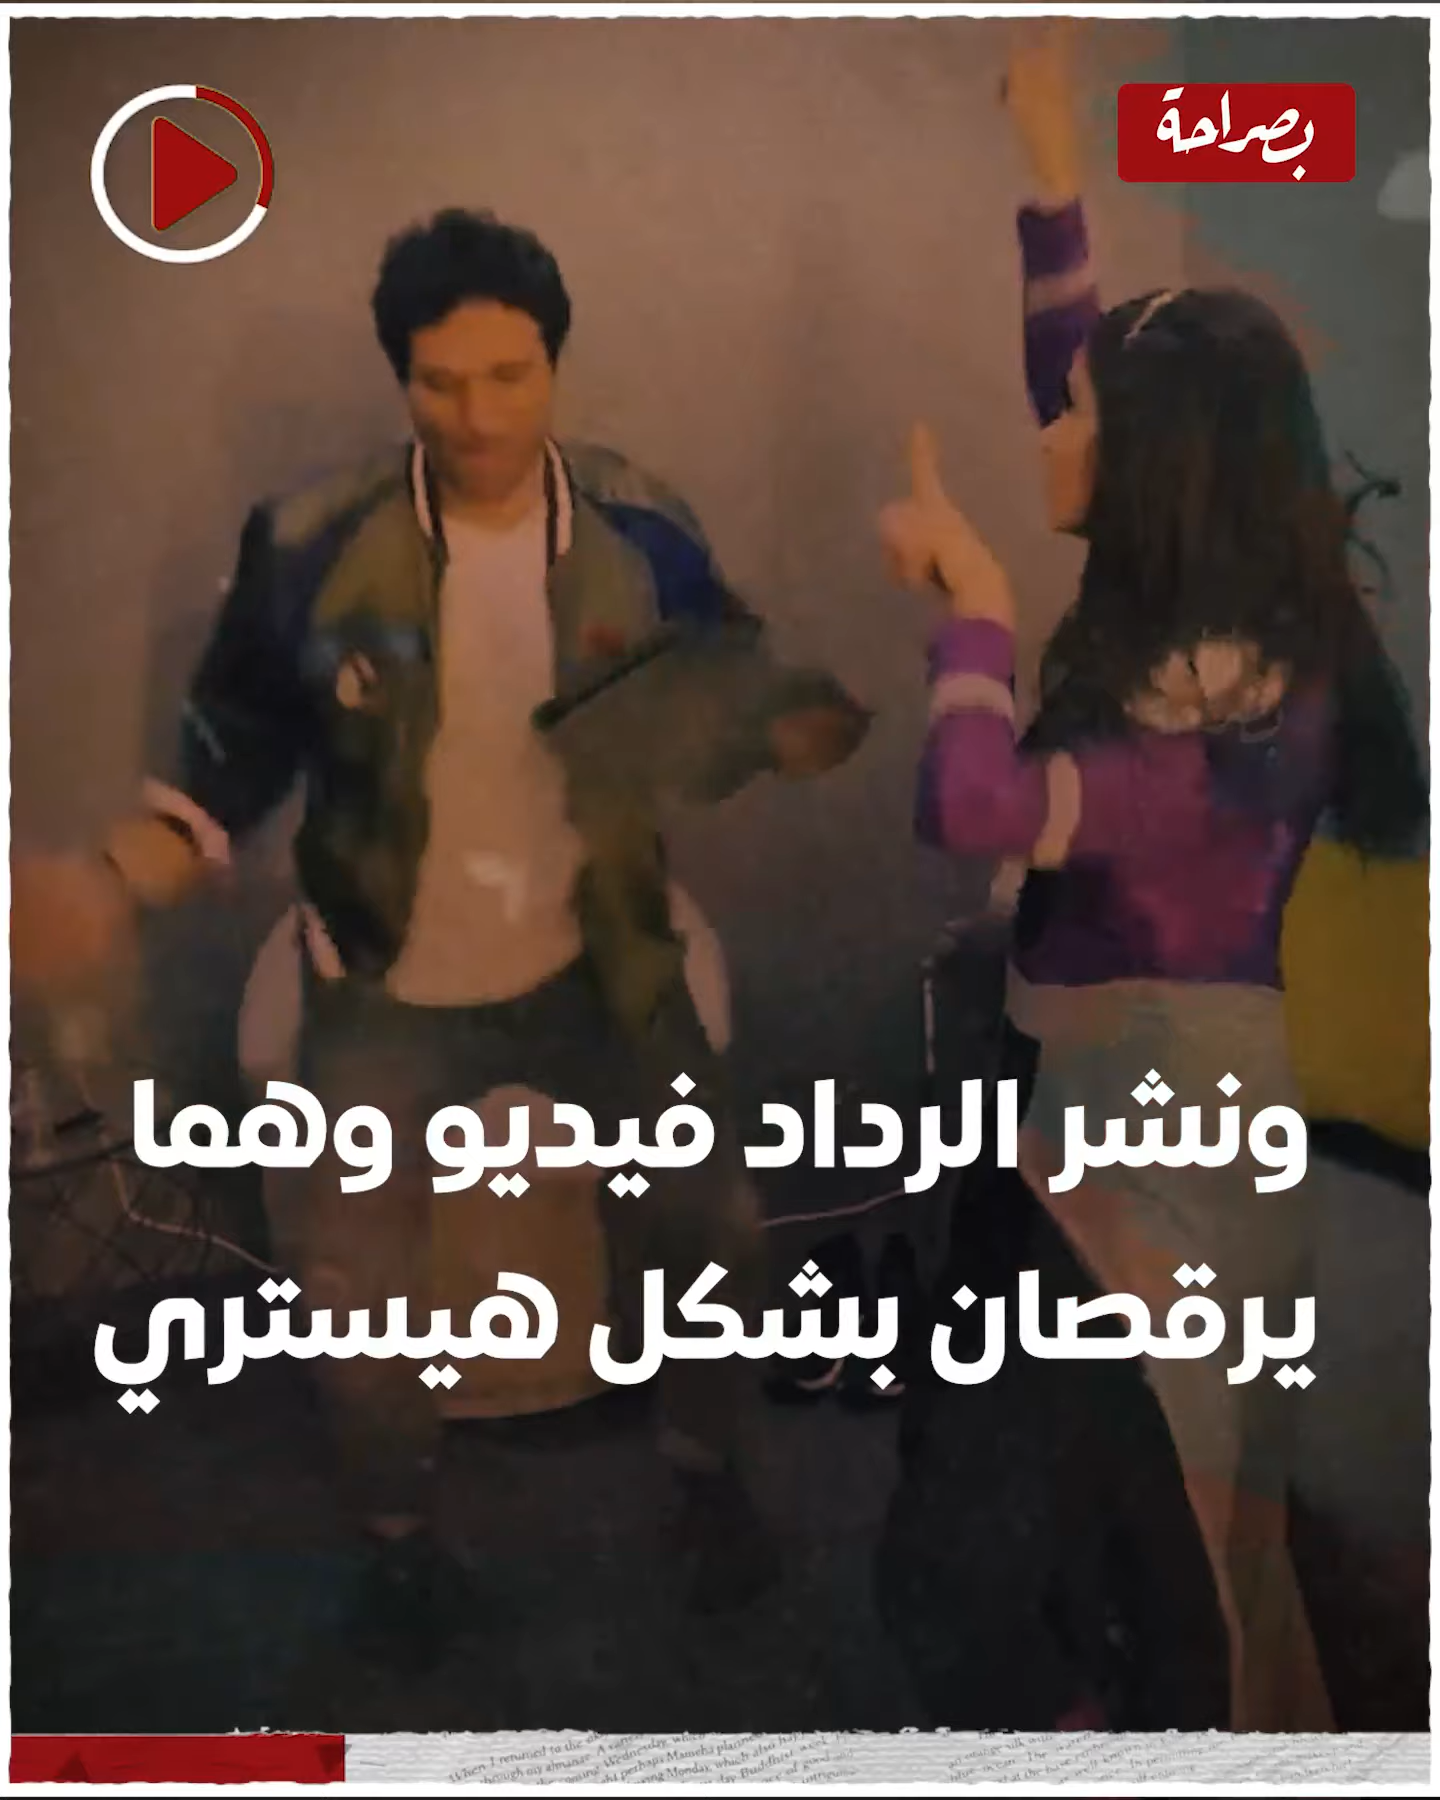 بصراحة
ونشر الرداد فيديو وهما
يرقصان بشكل هيستري